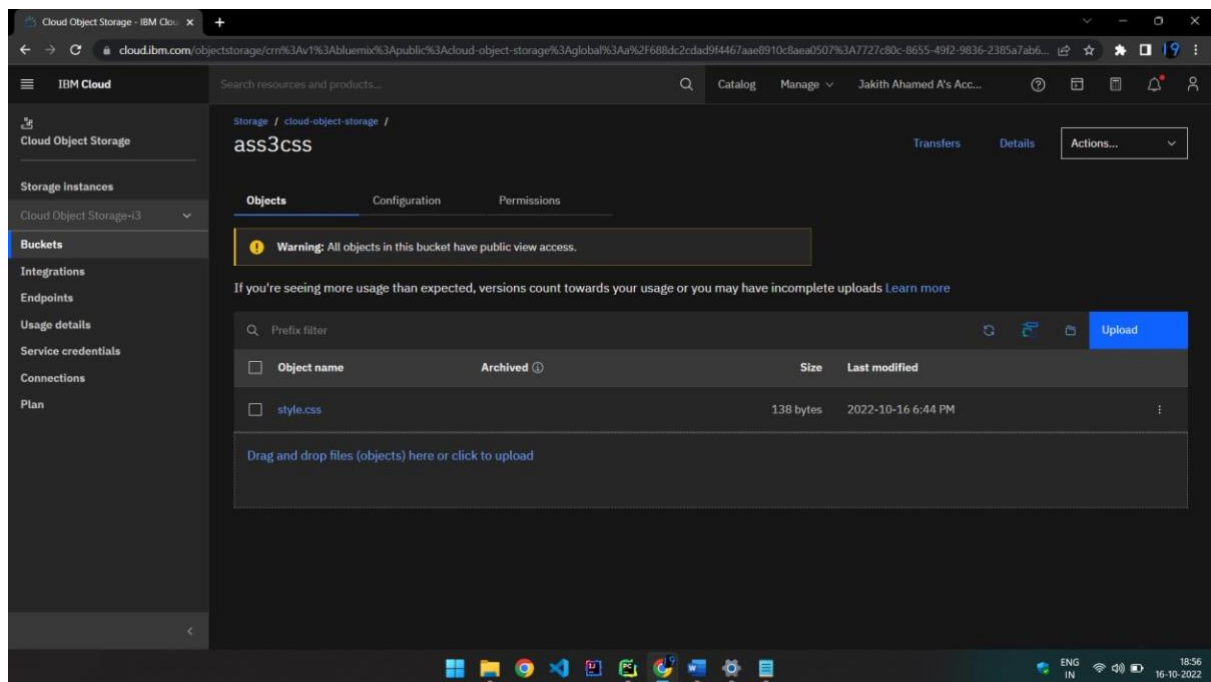 Cloud Object Storage - IBM Clou
cloud.ibm.com/objectstorage/crn%3Av1%3Abluemix%3Apublic%3Acloud-object-storage%3Aglobal%3Aa%2F688dc2cdad9f4467aae8910c8aea0507%3A7727c80c-8655-49f2-9836-2385a7ab6...
19
IBM Cloud
Search resources and products...
Catalog
Manage
Jakith Ahamed A's Acc...
Cloud Object Storage
Storage / cloud-object-storage /
ass3css
Transfers
Details
Actions...
Storage instances
Cloud Object Storage-i3
Buckets
Integrations
Endpoints
Usage details
Service credentials
Connections
Plan
Objects
Configuration
Permissions
Warning: All objects in this bucket have public view access.
If you're seeing more usage than expected, versions count towards your usage or you may have incomplete uploads Learn more
Prefix filter
Upload
Object name
Archived
Size
Last modified
style.css
138 bytes
2022-10-16 6:44 PM
Drag and drop files (objects) here or click to upload
ENG
IN
18:56
16-10-2022